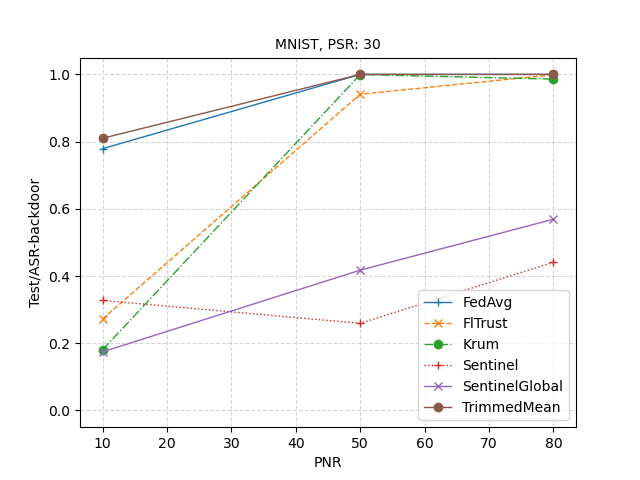 MNIST, PSR: 30
Test/ASR-backdoor
1.0
0.8
0.6
0.4
0.2
0.0
FedAvg
FlTrust
Krum
Sentinel
SentinelGlobal
TrimmedMean
10 20 30 40 50 60 70 80
PNR